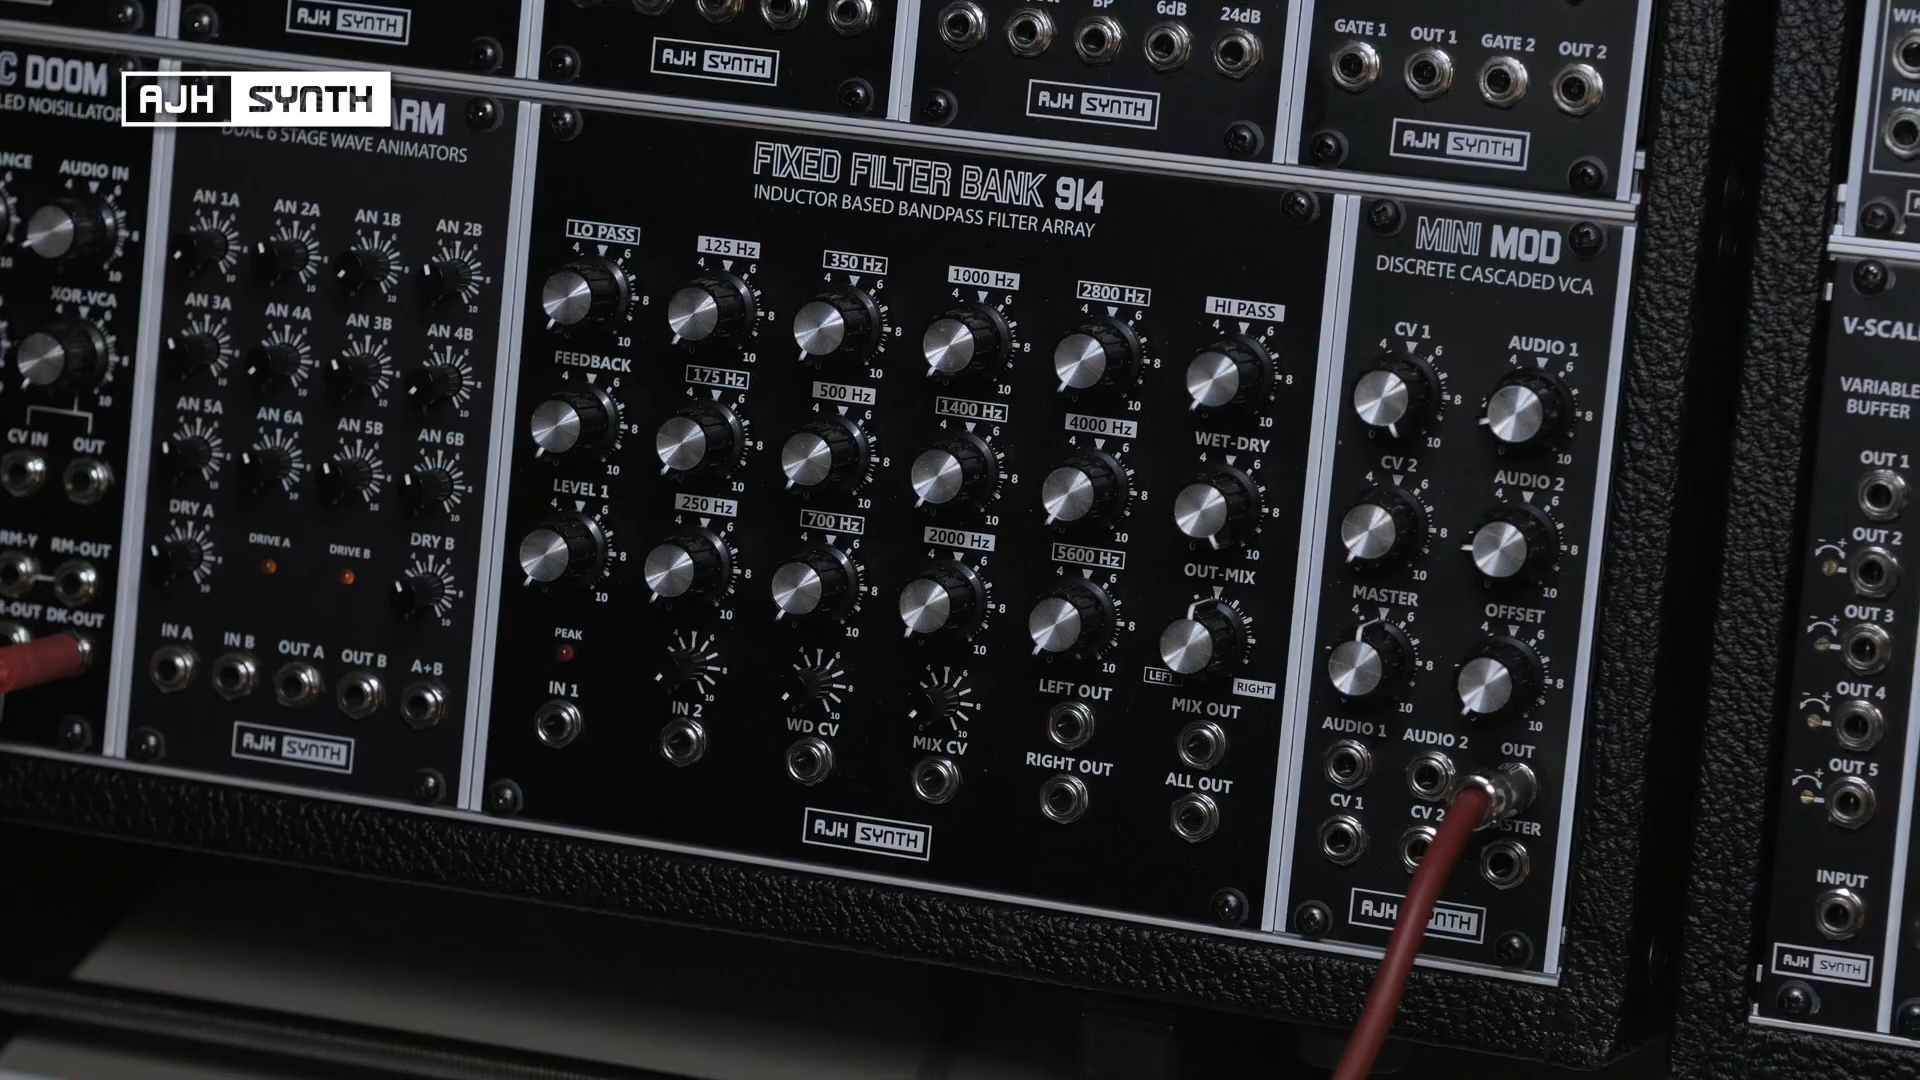 AJH SYNTH
AJH SYNTH
BP
6dB
24dB
AJH SYNTH
GATE 1
OUT 1
GATE 2
OUT 2
AJH SYNTH
AJH SYNTH
DOOM
AUDIO IN
XOR-VCA
CV IN
OUT
RM-Y
RM-OUT
DK-OUT
DUAL 6 STAGE WAVE ANIMATORS
AN 1A
AN 2A
AN 1B
AN 2B
AN 3A
AN 4A
AN 3B
AN 4B
AN 5A
AN 6A
AN 5B
AN 6B
DRY A
DRIVE A
DRIVE B
DRY B
IN A
IN B
OUT A
OUT B
A+B
AJH SYNTH
FIXED FILTER BANK 914
INDUCTOR BASED BANDPASS FILTER ARRAY
LO PASS
125 Hz
350 Hz
1000 Hz
2800 Hz
HI PASS
FEEDBACK
175 Hz
500 Hz
1400 Hz
4000 Hz
WET-DRY
LEVEL 1
250 Hz
700 Hz
2000 Hz
5600 Hz
OUT-MIX
LEFT
RIGHT
PEAK
IN 1
IN 2
WD CV
MIX CV
LEFT OUT
MIX OUT
RIGHT OUT
ALL OUT
AJH SYNTH
MINI MOD
DISCRETE CASCADED VCA
CV 1
AUDIO 1
CV 2
AUDIO 2
MASTER
OFFSET
AUDIO 1
AUDIO 2
OUT
CV 1
CV 2
AJH
VARIABLE
BUFFER
OUT 1
OUT 2
OUT 3
OUT 4
OUT 5
INPUT
AJH SYNTH